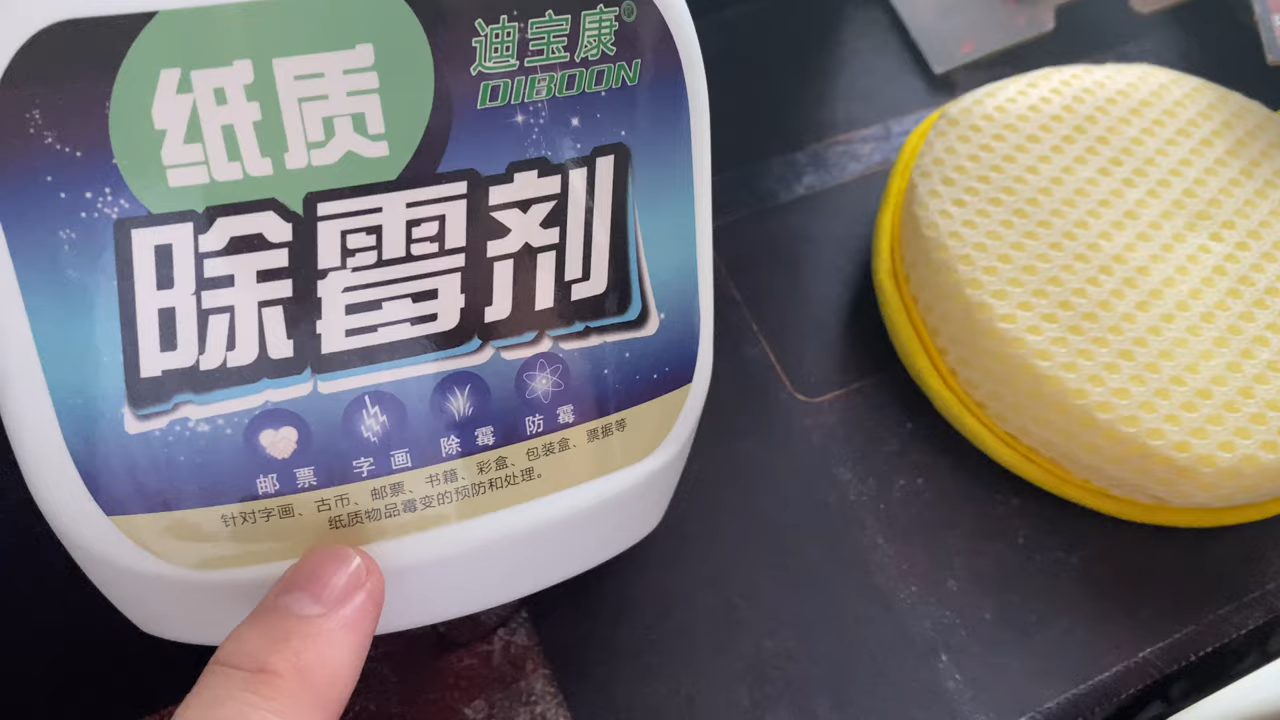 迪宝康®
DIBOON
纸质
除霉剂
邮票 字画 除霉 防霉
针对字画、古币、邮票、书籍、彩盒、包装盒、票据等
纸质物品霉变的预防和处理。